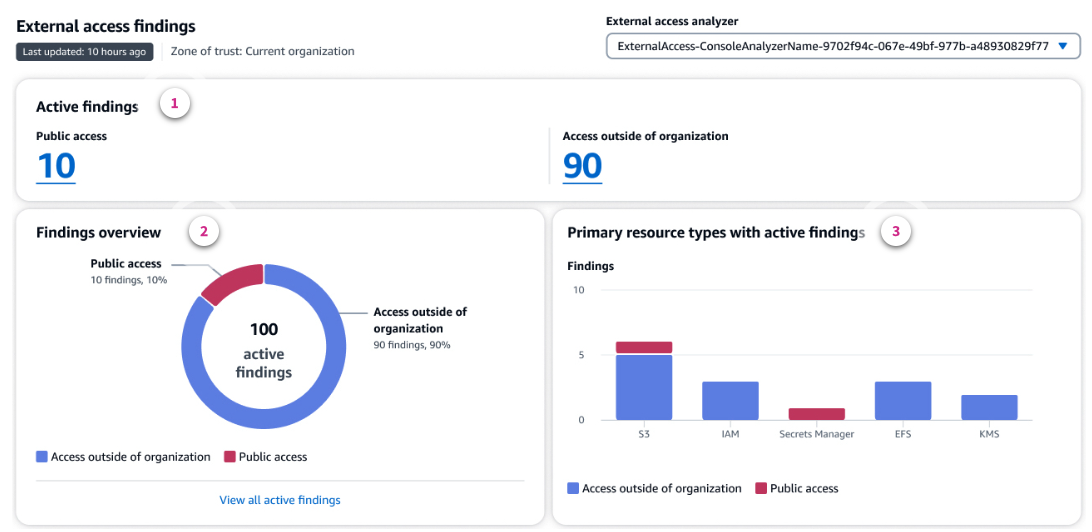 External access findings
Last updated: 10 hours ago
Zone of trust: Current organization
External access analyzer
ExternalAccess-ConsoleAnalyzerName-9702f94c-067e-49bf-977b-a48930829f77
Active findings
1
Public access
10
Access outside of organization
90
Findings overview
2
Public access
10 findings, 10%
Access outside of
organization
90 findings, 90%
100
active
findings
Access outside of organization
Public access
View all active findings
Primary resource types with active findings
3
Findings
10
5
0
S3
IAM
Secrets Manager
EFS
KMS
Access outside of organization
Public access